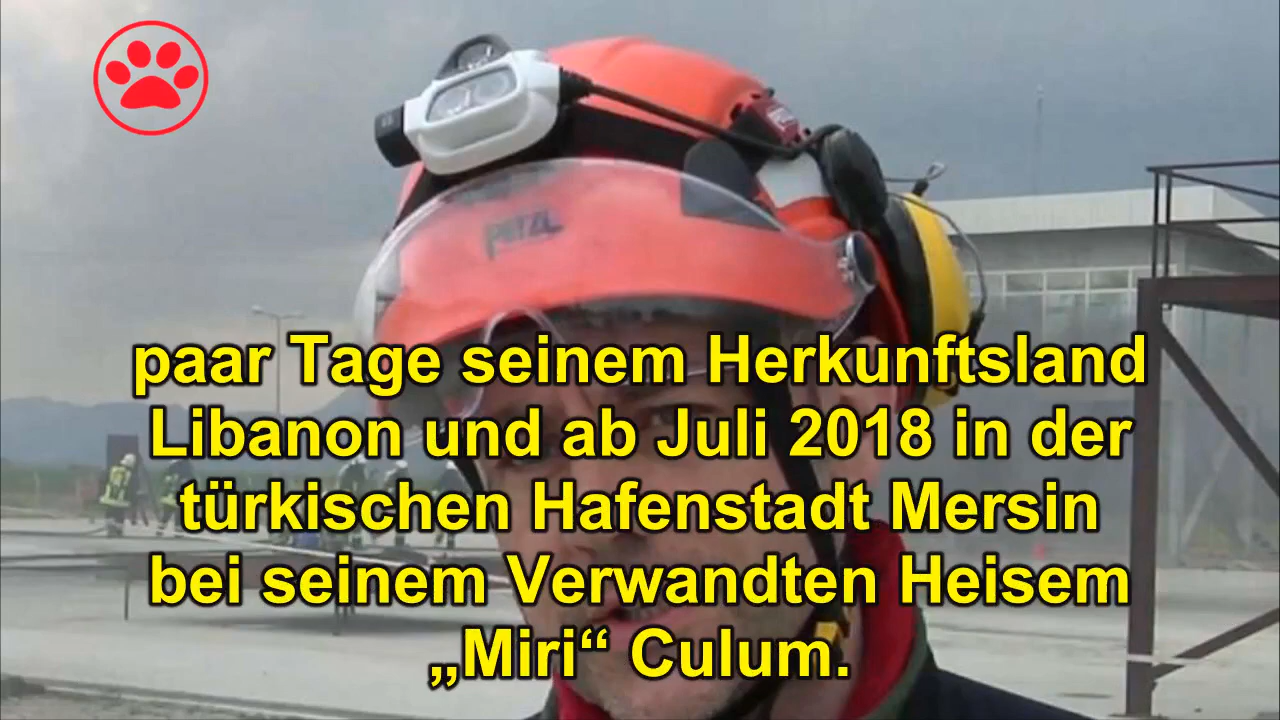 PETZL
paar Tage seinem Herkunftsland
Libanon und ab Juli 2018 in der
türkischen Hafenstadt Mersin
bei seinem Verwandten Heisem
„Miri“ Culum.